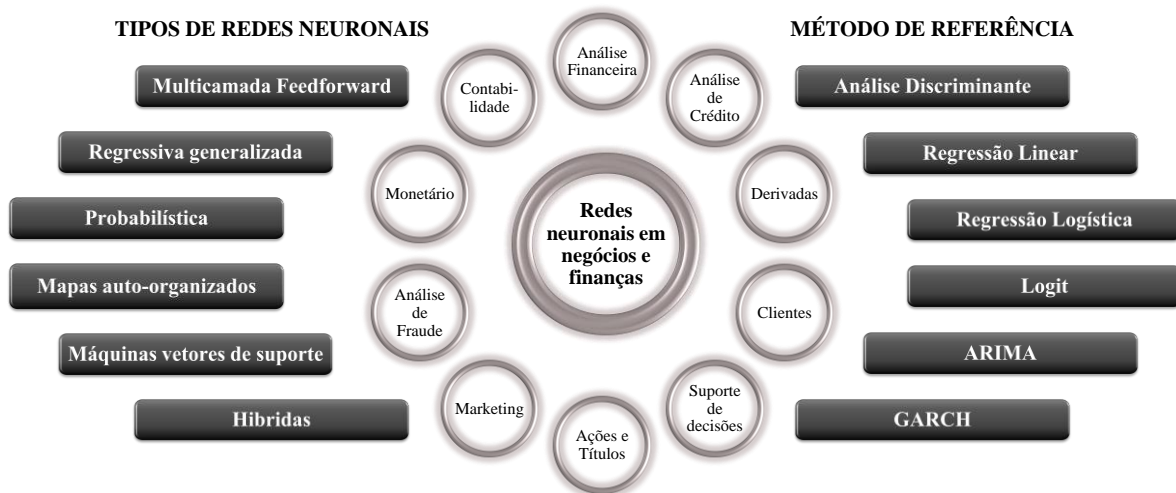 TIPOS DE REDES NEURONAIS
Multicamada Feedforward
Regressiva generalizada
Probabilística
Mapas auto-organizados
Máquinas vetores de suporte
Hibridas
Análise
Financeira
Análise
de
Crédito
Derivadas
Clientes
Suporte
de
decisões
Ações e
Títulos
Marketing
Análise
de
Fraude
Monetário
Contabi-
lidade
Redes
neuronais em
negócios e
finanças
MÉTODO DE REFERÊNCIA
Análise Discriminante
Regressão Linear
Regressão Logística
Logit
ARIMA
GARCH